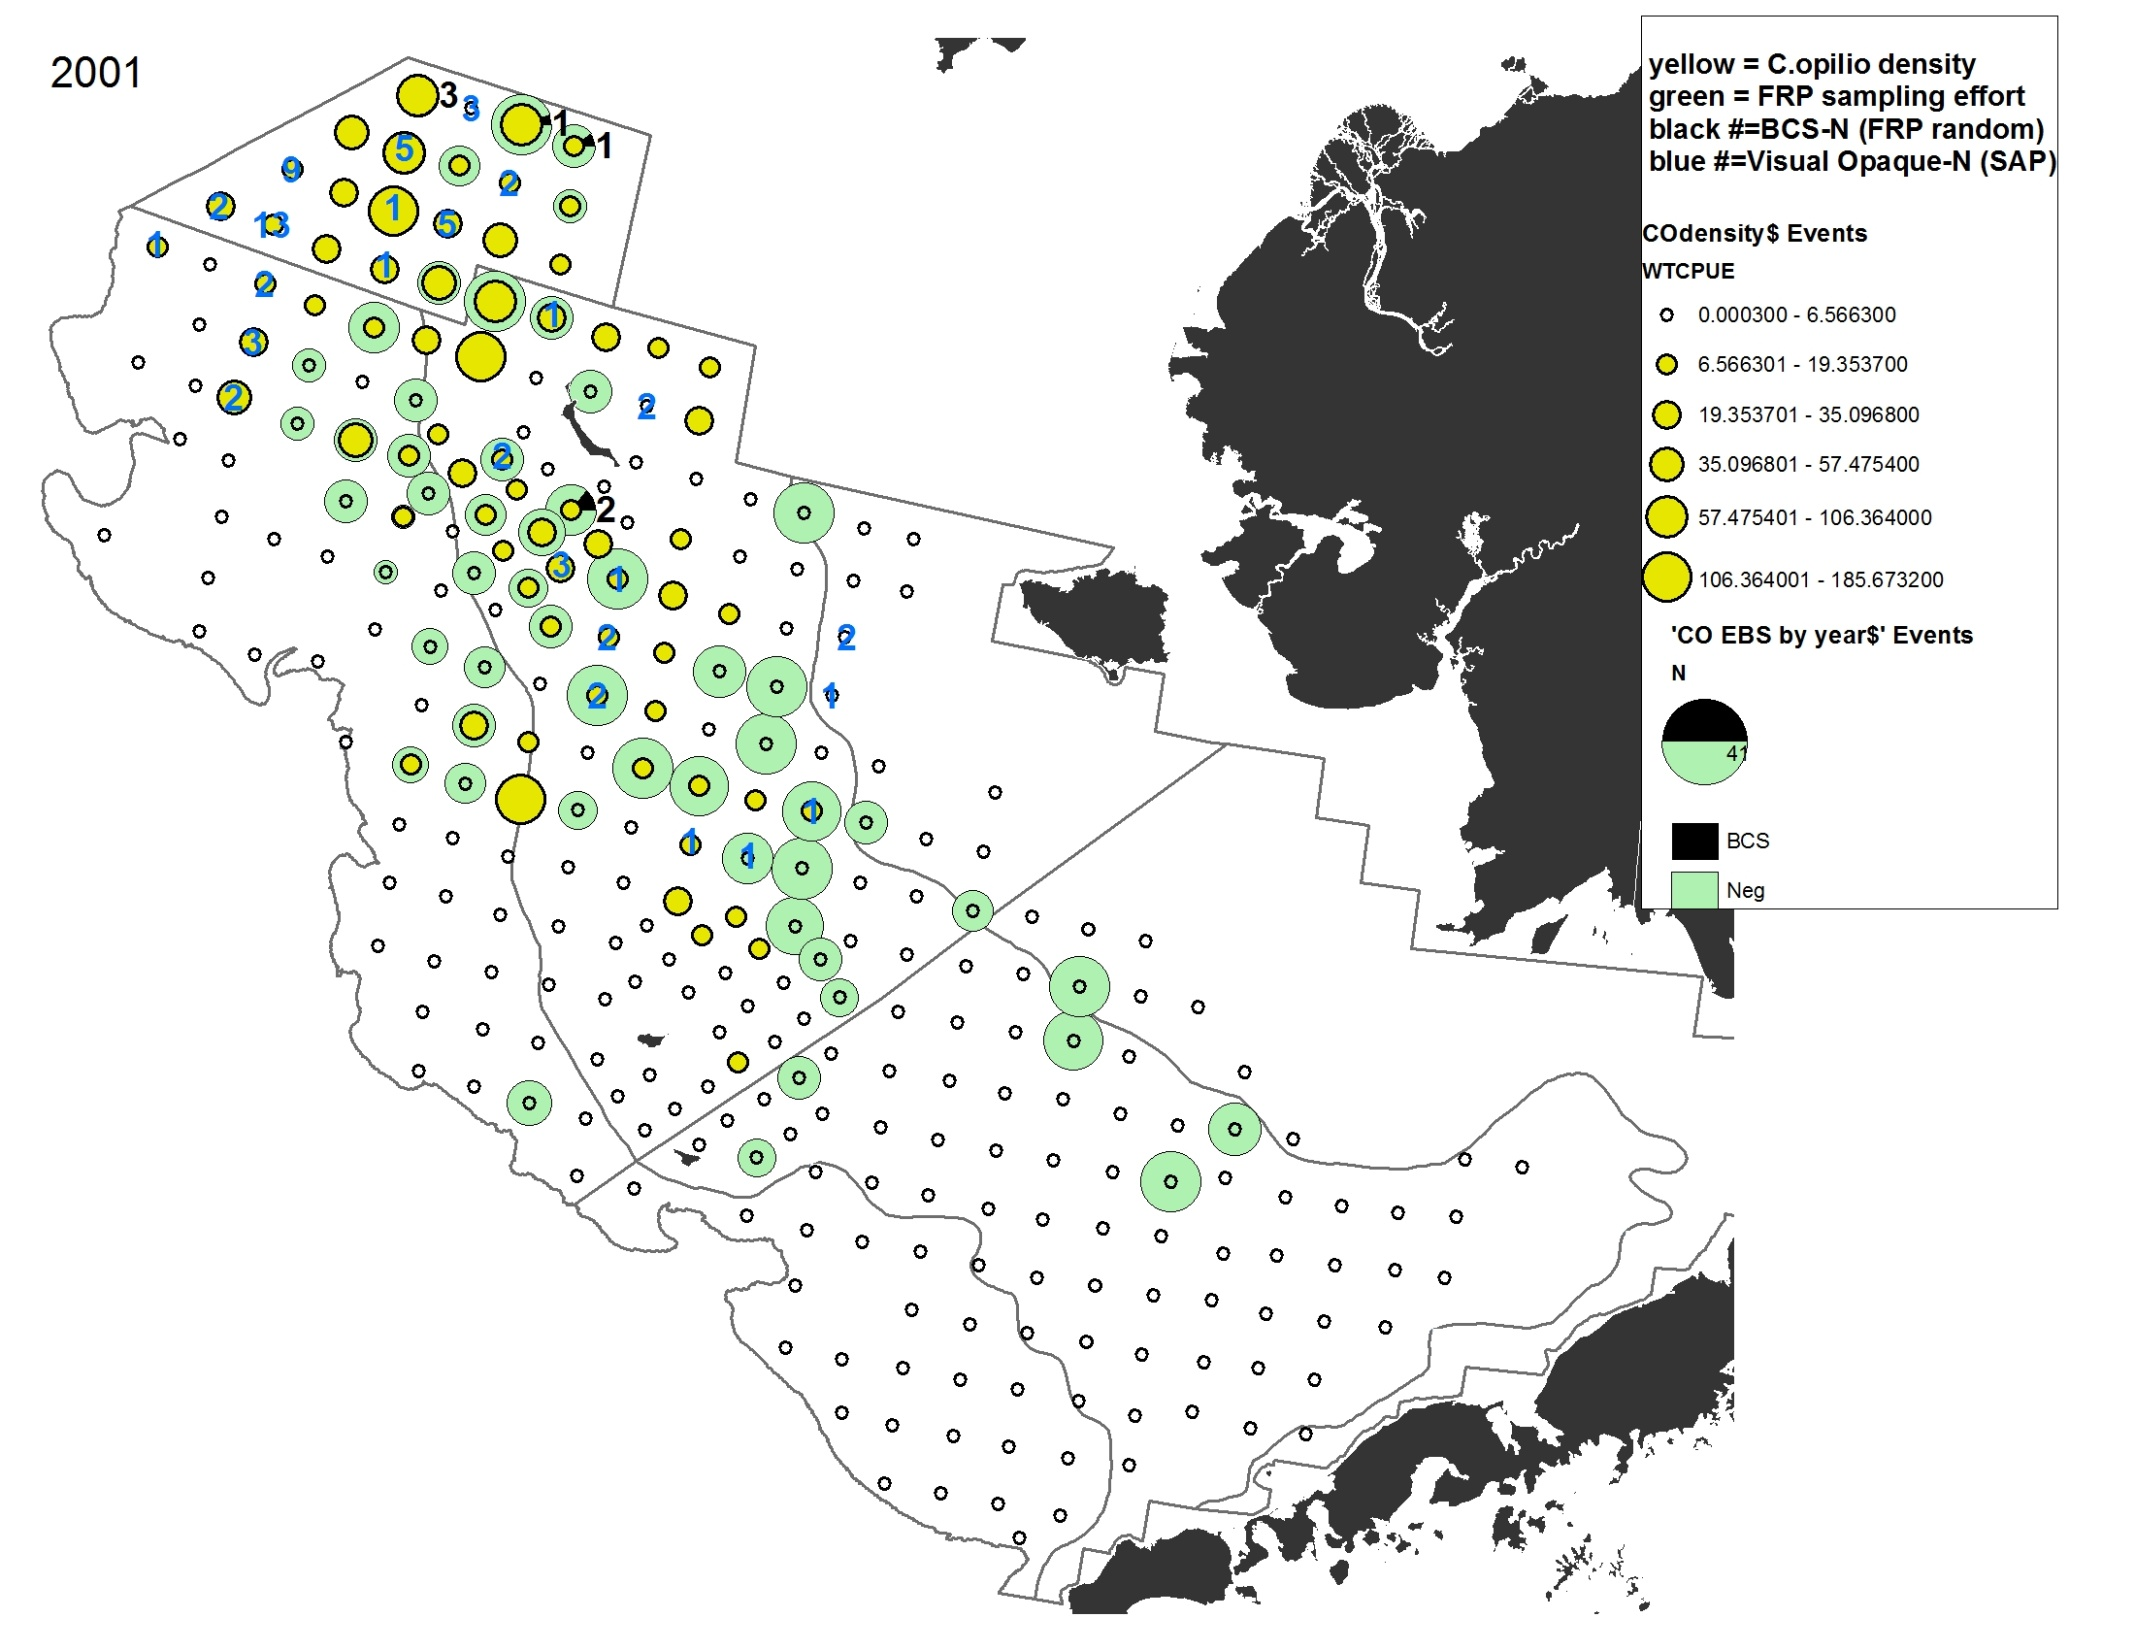 2001
yellow = C.opilio density
green = FRP sampling effort
black #=BCS-N (FRP random)
blue #=Visual Opaque-N (SAP)
COdensity$ Events
WTCPUE
0.000300 - 6.566300
6.566301 - 19.353700
19.353701 - 35.096800
35.096801 - 57.475400
57.475401 - 106.364000
106.364001 - 185.673200
'CO EBS by year$' Events
N
41
BCS
Neg
3
3
1
1
5
9
2
2
13
1
5
1
1
2
1
3
2
2
2
2
3
1
2
2
2
1
1
1
1